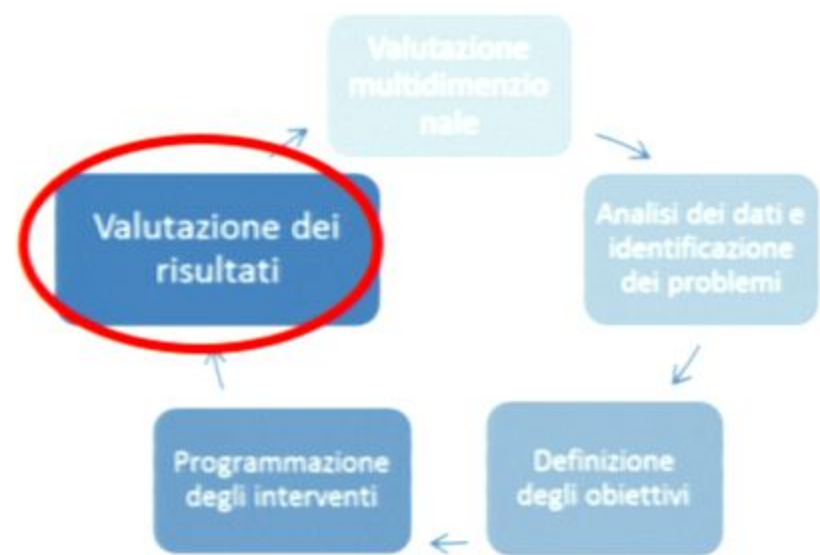 Valutazione
multidimenzio
nale
Analisi dei dati e
identificazione
dei problemi
Definizione
degli obiettivi
Programmazione
degli interventi
Valutazione dei
risultati